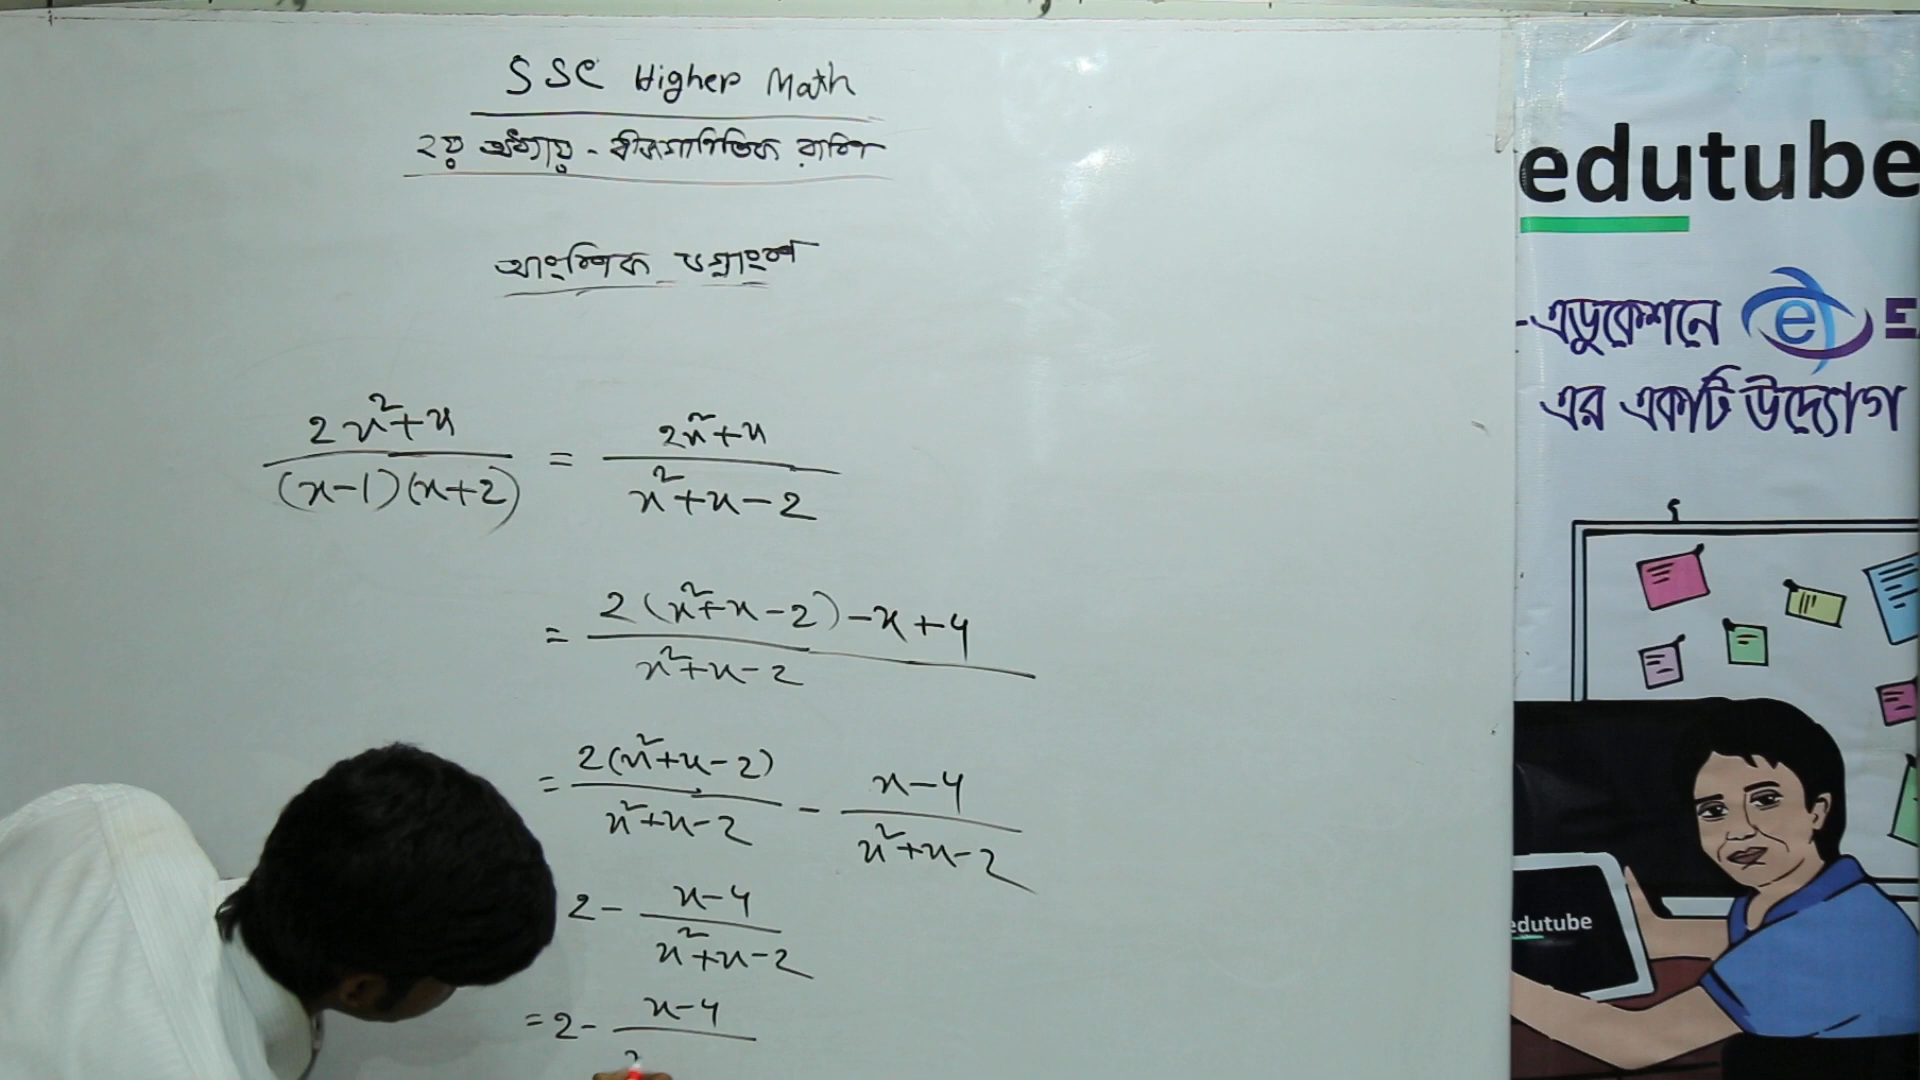 SSC Higher Math
২য় অধ্যায় - বীজগাণিতিক রাশি
আংশিক ভগ্নাংশ
(2x²+x)/((x-1)(x+2)) = (2x²+x)/(x²+x-2)
= (2(x²+x-2)-x+4)/(x²+x-2)
= (2(x²+x-2))/(x²+x-2) - (x-4)/(x²+x-2)
2 - (x-4)/(x²+x-2)
= 2 - (x-4)/
edutube
-এডুকেশনে e E
এর একটি উদ্যোগ
edutube